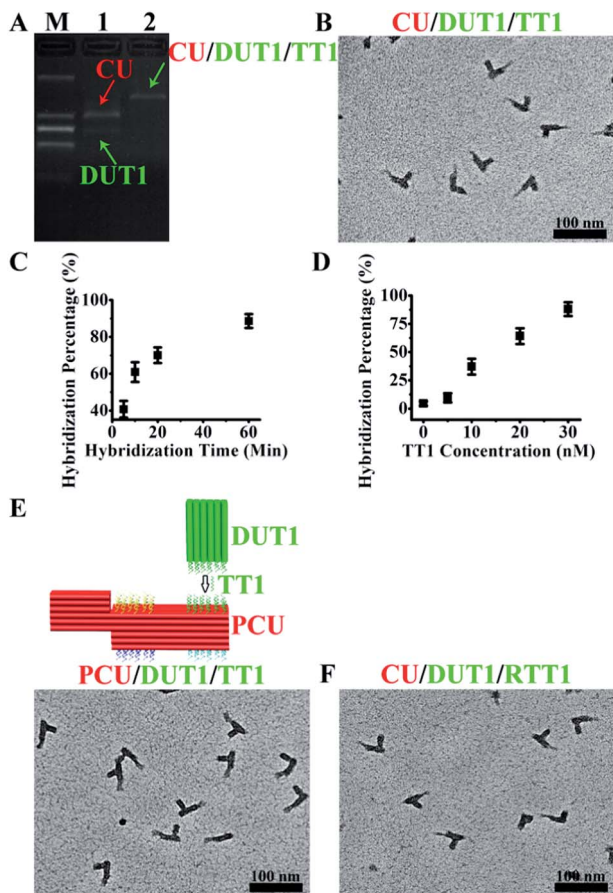 A
M 1 2
CU
CU/DUT1/TT1
DUT1
B
CU/DUT1/TT1
100 nm
C
Hybridization Percentage (%)
100
80
60
40
0 20 40 60
Hybridization Time (Min)
D
Hybridization Percentage (%)
100
75
50
25
0
0 10 20 30
TT1 Concentration (nM)
E
DUT1
TT1
PCU
PCU/DUT1/TT1
100 nm
F
CU/DUT1/RTT1
100 nm